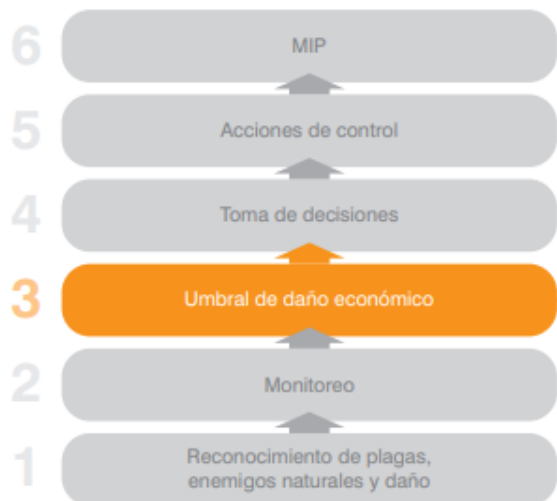 6
MIP
5
Acciones de control
4
Toma de decisiones
3
Umbral de daño económico
2
Monitoreo
1
Reconocimiento de plagas,
enemigos naturales y daño